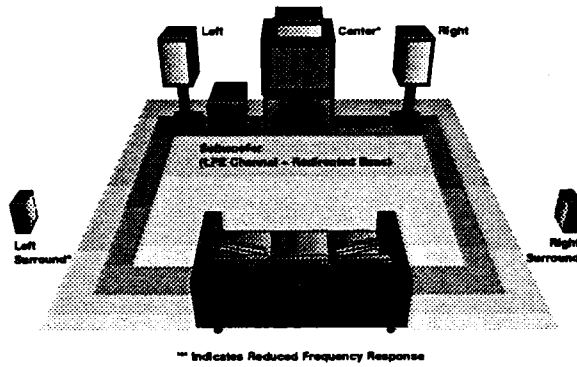 Left
Center*
Right
Subwoofer
(LFE Channel + Redirected Bass)
Left
Surround*
Right
Surround
"*" Indicates Reduced Frequency Response